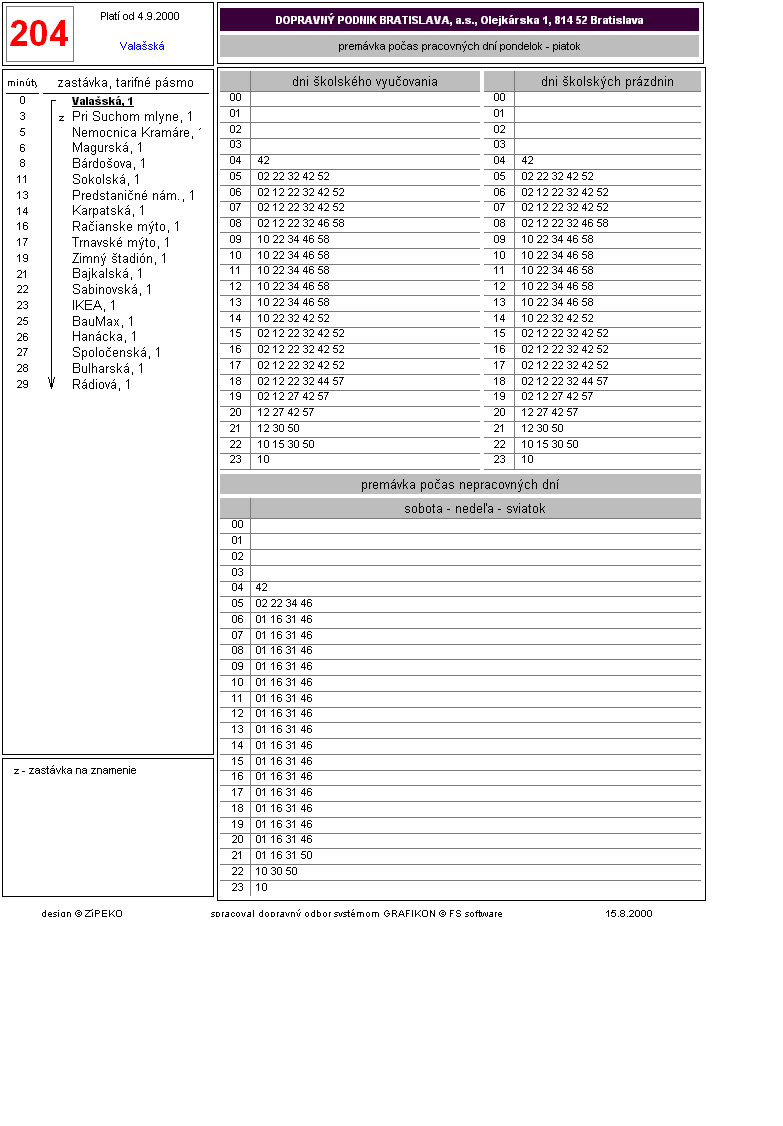 204
Platí od 4.9.2000
Valašská
DOPRAVNÝ PODNIK BRATISLAVA, a.s., Olejkárska 1, 814 52 Bratislava
premávka počas pracovných dní pondelok - piatok
minúty zastávka, tarifné pásmo
0 Valašská, 1
3 z Pri Suchom mlyne, 1
5 Nemocnica Kramáre, 1
6 Magurská, 1
8 Bárdošova, 1
11 Sokolská, 1
13 Predstaničné nám., 1
14 Karpatská, 1
16 Račianske mýto, 1
17 Trnavské mýto, 1
19 Zimný štadión, 1
21 Bajkalská, 1
22 Sabinovská, 1
23 IKEA, 1
25 BauMax, 1
26 Hanácka, 1
27 Spoločenská, 1
28 Bulharská, 1
29 Rádiová, 1
z - zastávka na znamenie
dni školského vyučovania
00
01
02
03
04 42
05 02 22 32 42 52
06 02 12 22 32 42 52
07 02 12 22 32 42 52
08 02 12 22 32 46 58
09 10 22 34 46 58
10 10 22 34 46 58
11 10 22 34 46 58
12 10 22 34 46 58
13 10 22 34 46 58
14 10 22 32 42 52
15 02 12 22 32 42 52
16 02 12 22 32 42 52
17 02 12 22 32 42 52
18 02 12 22 32 44 57
19 02 12 27 42 57
20 12 27 42 57
21 12 30 50
22 10 15 30 50
23 10
dni školských prázdnin
00
01
02
03
04 42
05 02 22 32 42 52
06 02 12 22 32 42 52
07 02 12 22 32 42 52
08 02 12 22 32 46 58
09 10 22 34 46 58
10 10 22 34 46 58
11 10 22 34 46 58
12 10 22 34 46 58
13 10 22 34 46 58
14 10 22 32 42 52
15 02 12 22 32 42 52
16 02 12 22 32 42 52
17 02 12 22 32 42 52
18 02 12 22 32 44 57
19 02 12 27 42 57
20 12 27 42 57
21 12 30 50
22 10 15 30 50
23 10
premávka počas nepracovných dní
sobota - nedeľa - sviatok
00
01
02
03
04 42
05 02 22 34 46
06 01 16 31 46
07 01 16 31 46
08 01 16 31 46
09 01 16 31 46
10 01 16 31 46
11 01 16 31 46
12 01 16 31 46
13 01 16 31 46
14 01 16 31 46
15 01 16 31 46
16 01 16 31 46
17 01 16 31 46
18 01 16 31 46
19 01 16 31 46
20 01 16 31 46
21 01 16 31 50
22 10 30 50
23 10
design © ZiPEKO
spracoval dopravný odbor systémom GRAFIKON © FS software
15.8.2000